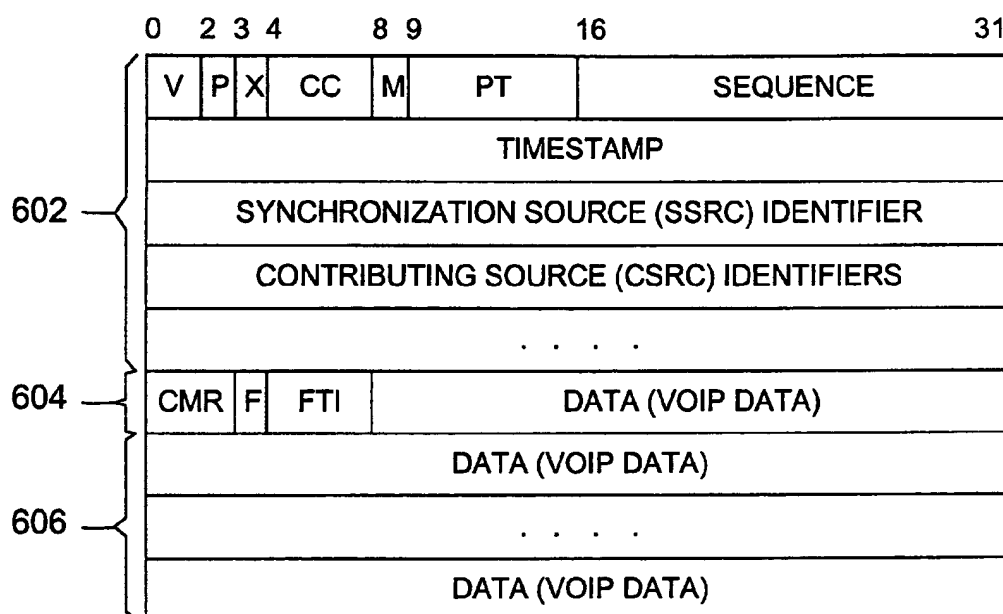 0 2 3 4 8 9 16 31
V P X CC M PT SEQUENCE
TIMESTAMP
602
SYNCHRONIZATION SOURCE (SSRC) IDENTIFIER
CONTRIBUTING SOURCE (CSRC) IDENTIFIERS
. . . .
604 CMR F FTI DATA (VOIP DATA)
DATA (VOIP DATA)
606 . . . .
DATA (VOIP DATA)